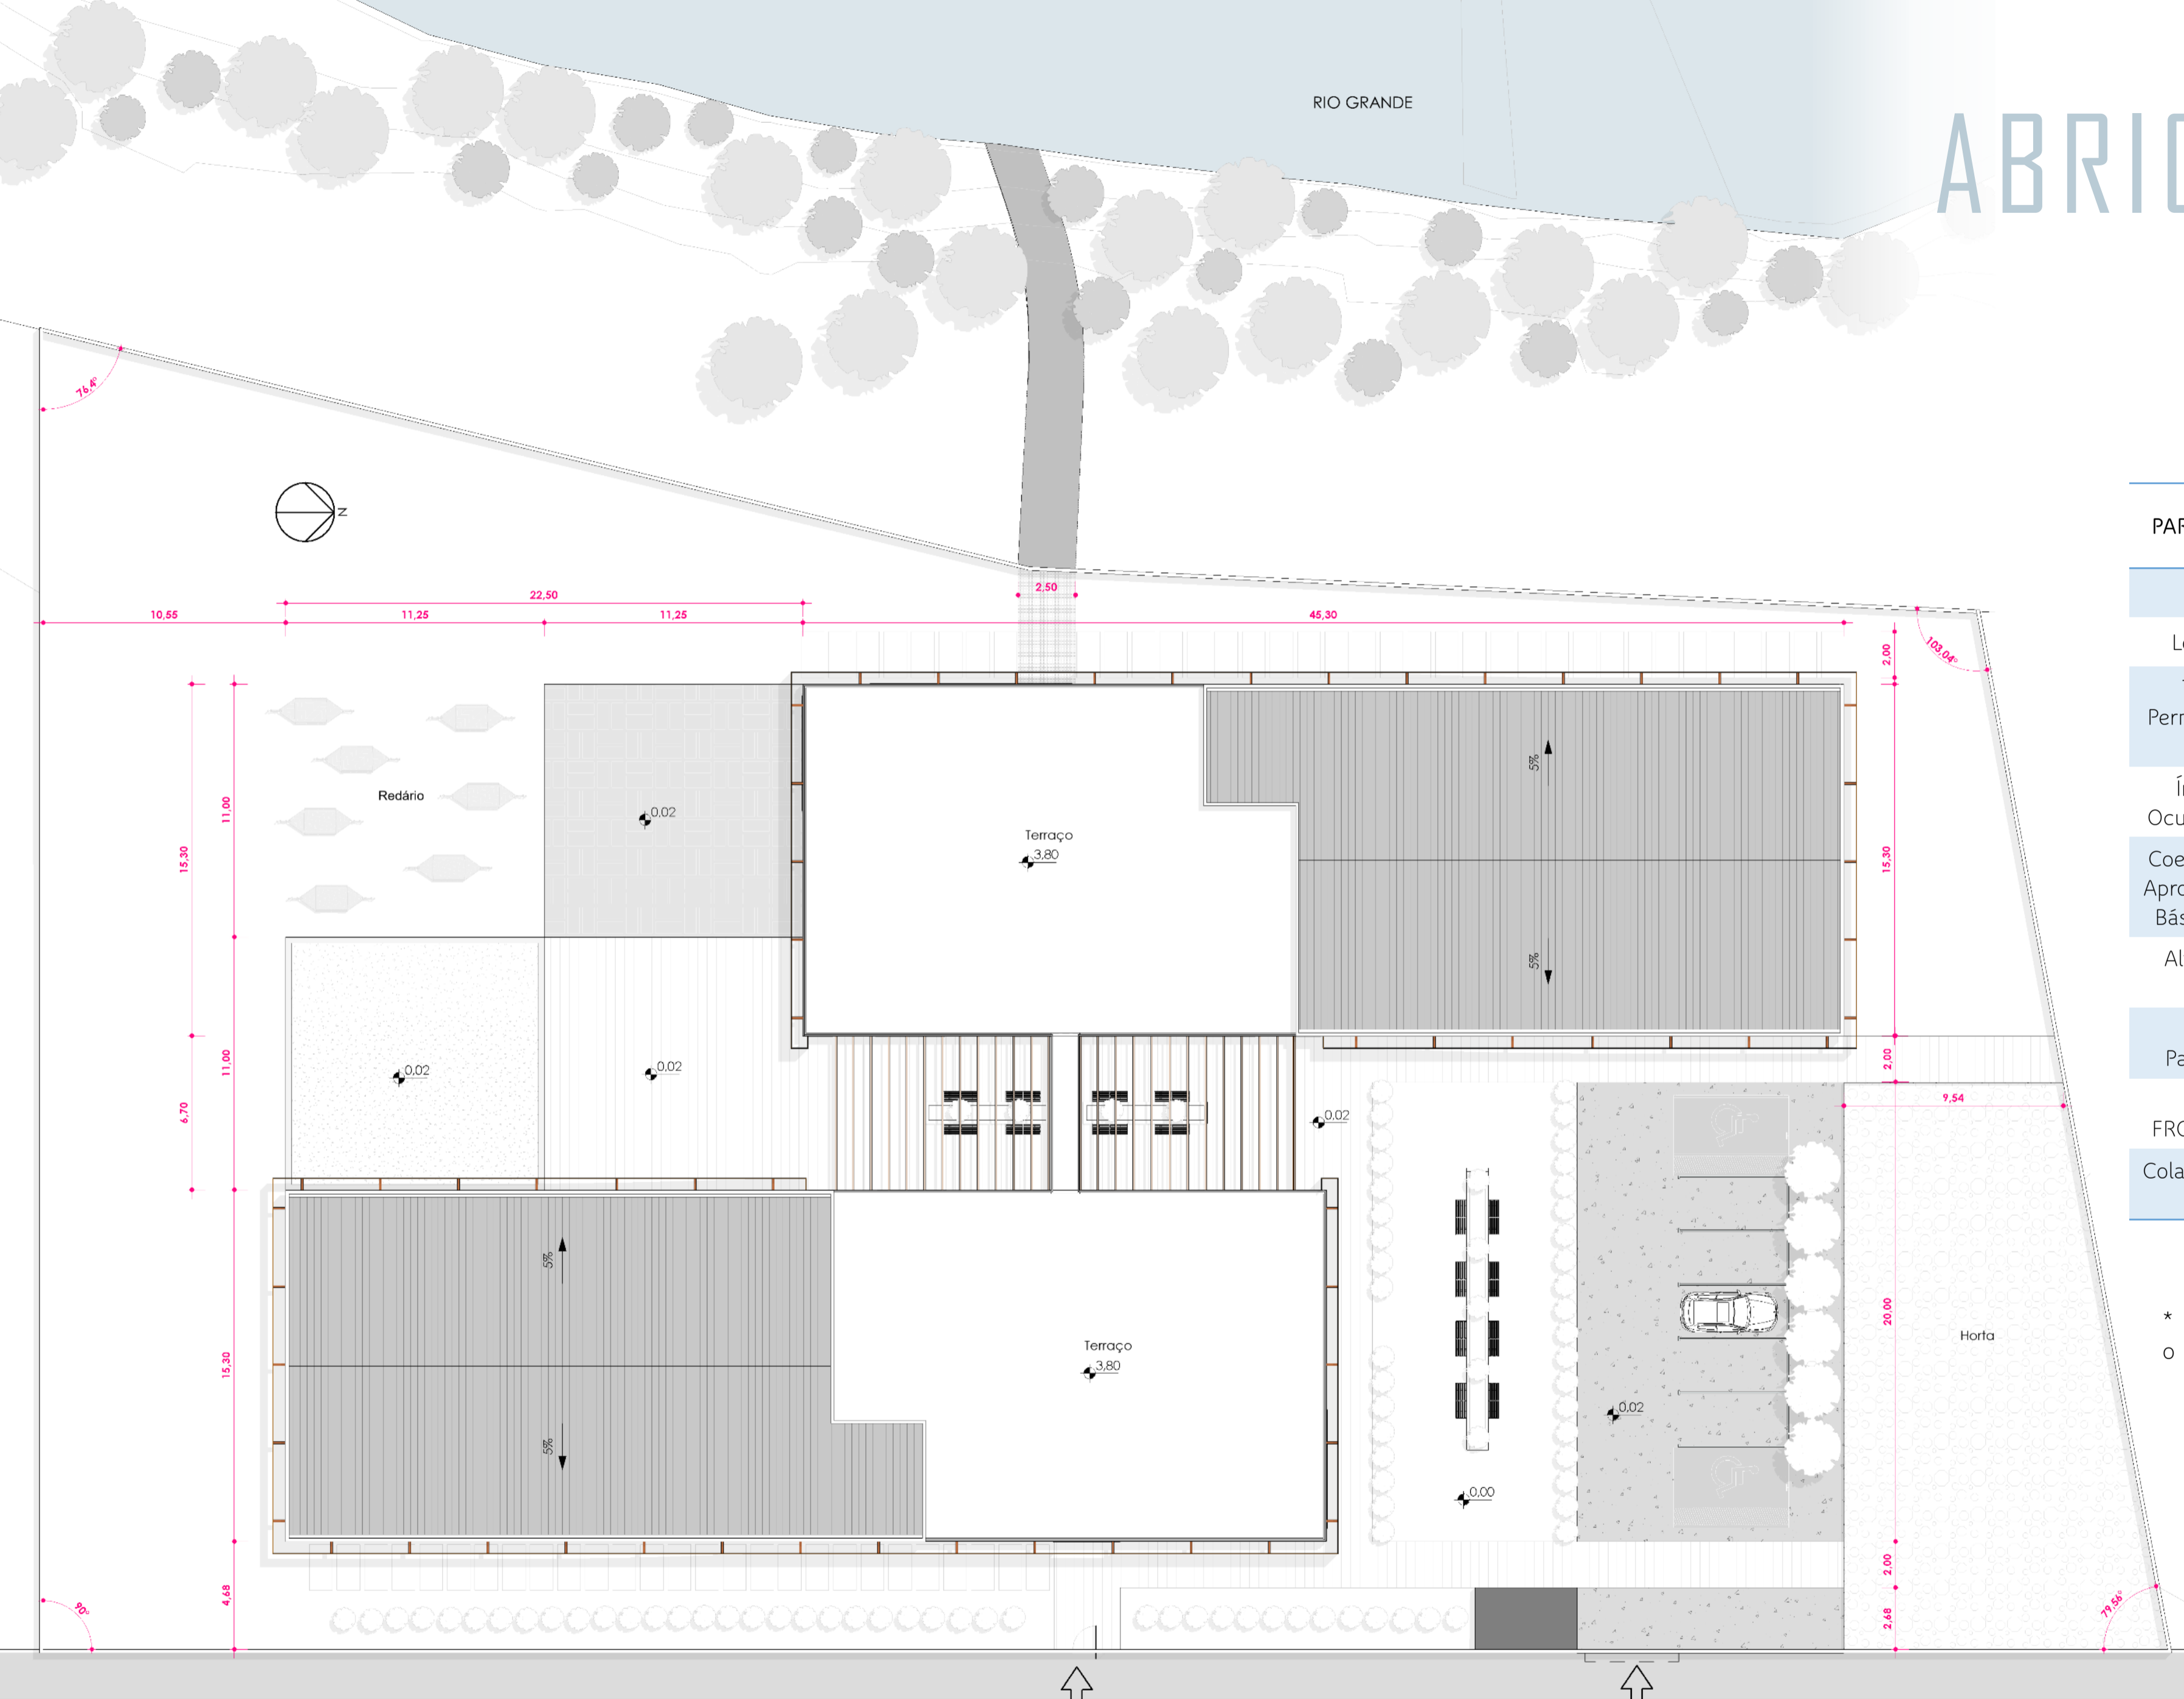 RIO GRANDE
ABRIG
76,4°
N
22,50
2,50
10,55
11,25
11,25
45,30
2,00
103,04°
PAR
Le
Perr
Ocu
Coe
Apro
Bás
Al
Pa
FRO
Cola
*
o
11,00
15,30
Redário
0,02
Terraço
3,80
5%
5%
15,30
11,00
6,70
0,02
0,02
0,02
2,00
9,54
5%
5%
15,30
Terraço
3,80
20,00
Horta
0,02
0,00
4,68
90°
2,00
2,68
79,56°